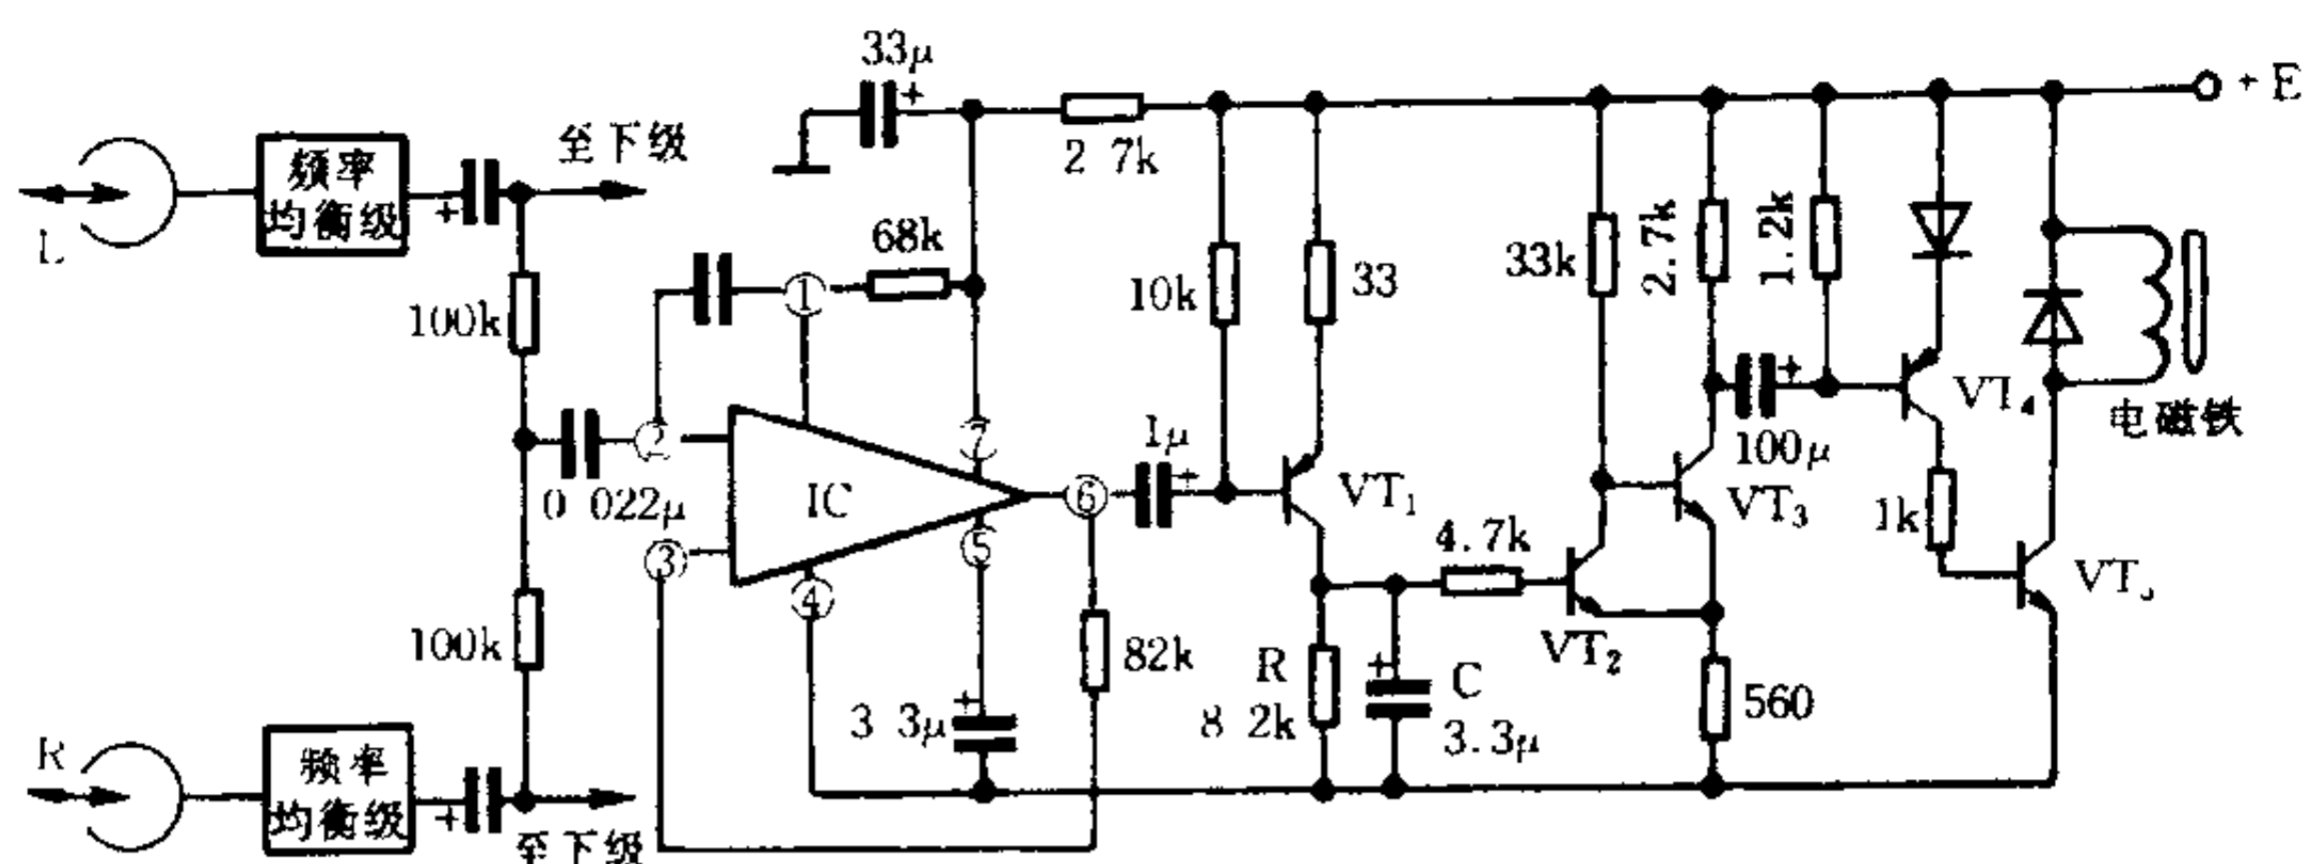 33μ
+
+ E
至下级
频率
均衡级
+
L
2 7k
68k
①
100k
10k
33
33k
2.7k
1.2k
VT4
电磁铁
+
100μ
②
⑦
1μ
+
0 022μ
IC
⑥
VT1
VT3
1k
③
⑤
4.7k
④
VT2
100k
82k
R
8 2k
+
C
3.3μ
560
+
3 3μ
R
频率
均衡级
+
至下级